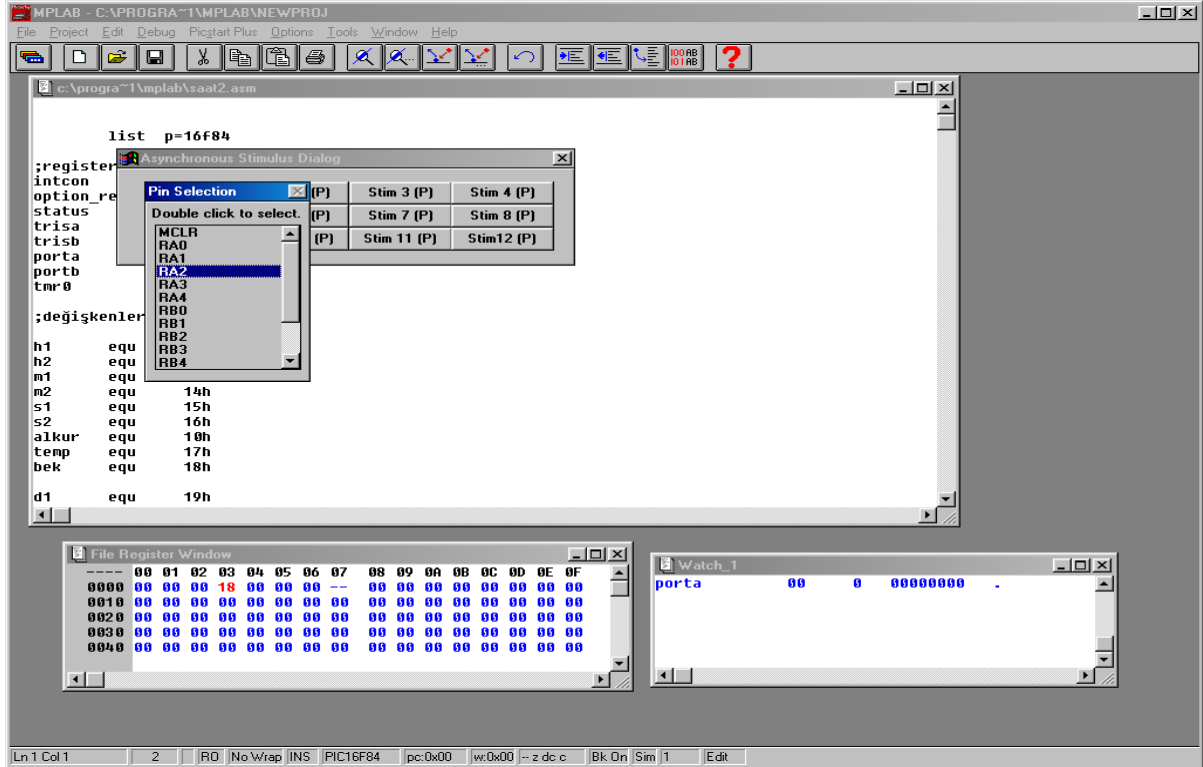 MPLAB - C:\PROGRA~1\MPLAB\NEWPROJ
File Project Edit Debug Picstart Plus Options Tools Window Help
100 AB
101 AB
?
c:\progra~1\mplab\saat2.asm
list p=16f84
;register
intcon
option_re
status
trisa
trisb
porta
portb
tmr0
;değişkenler
h1 equ
h2 equ
m1 equ
m2 equ 14h
s1 equ 15h
s2 equ 16h
alkur equ 10h
temp equ 17h
bek equ 18h
d1 equ 19h
Asynchronous Stimulus Dialog
(P) Stim 3 (P) Stim 4 (P)
(P) Stim 7 (P) Stim 8 (P)
(P) Stim 11 (P) Stim12 (P)
Pin Selection
Double click to select.
MCLR
RA0
RA1
RA2
RA3
RA4
RB0
RB1
RB2
RB3
RB4
File Register Window
---- 00 01 02 03 04 05 06 07 08 09 0A 0B 0C 0D 0E 0F
0000 00 00 00 18 00 00 00 -- 00 00 00 00 00 00 00 00
0010 00 00 00 00 00 00 00 00 00 00 00 00 00 00 00 00
0020 00 00 00 00 00 00 00 00 00 00 00 00 00 00 00 00
0030 00 00 00 00 00 00 00 00 00 00 00 00 00 00 00 00
0040 00 00 00 00 00 00 00 00 00 00 00 00 00 00 00 00
Watch_1
porta 00 0 00000000 .
Ln 1 Col 1 2 RO No Wrap INS PIC16F84 pc:0x00 w:0x00 -- z dc c Bk On Sim 1 Edit